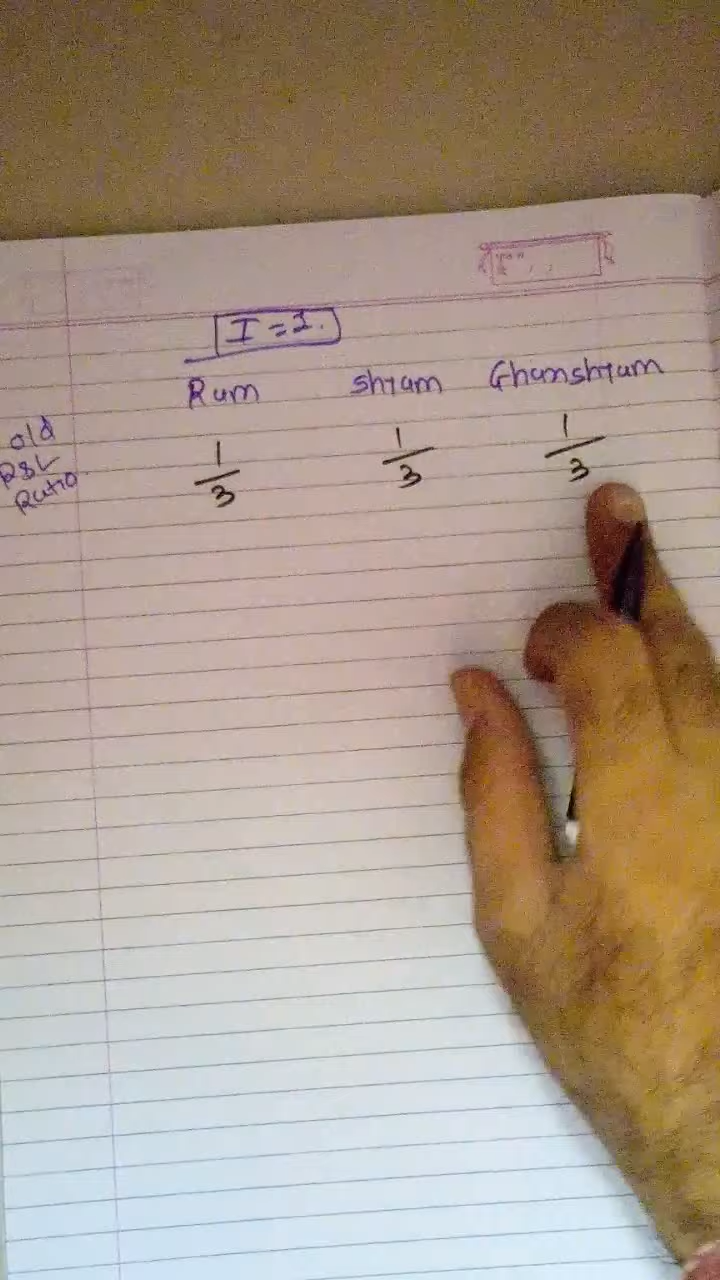 I = 1.
Ram Shyam Ghanshyam
old
P&L
Ratio
1/3 1/3 1/3